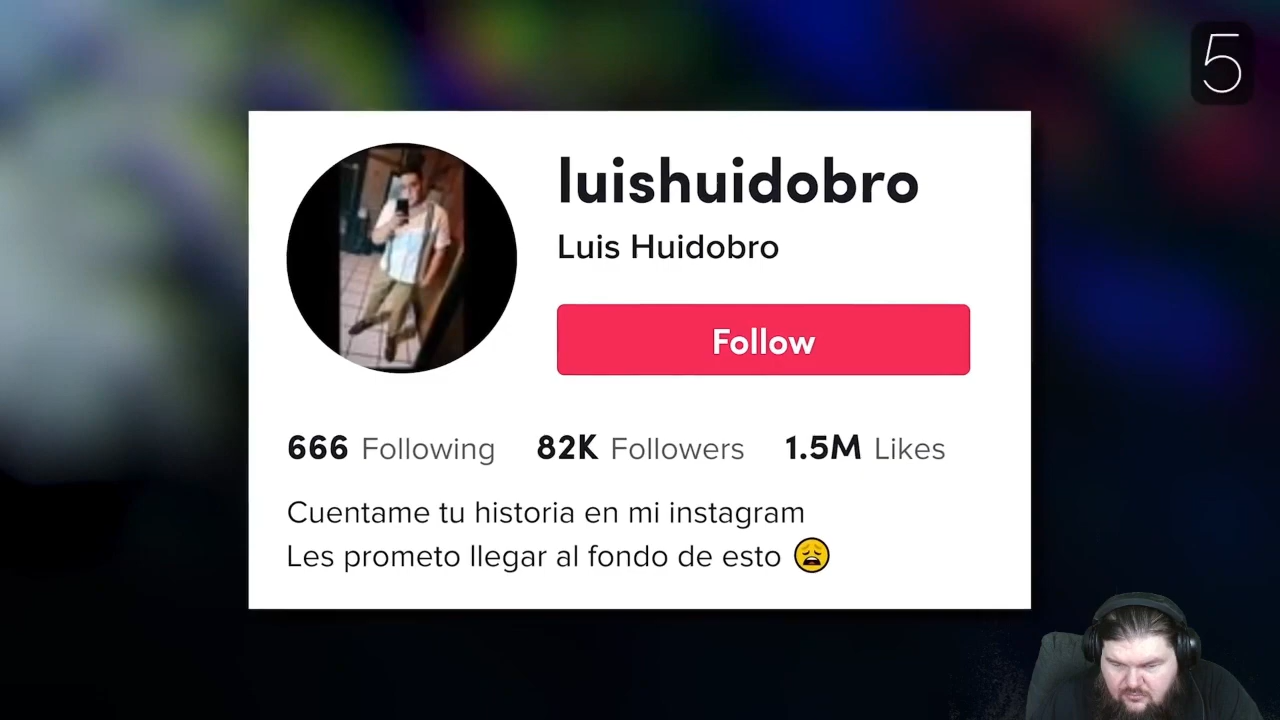 5
luishuidobro
Luis Huidobro
Follow
666 Following 82K Followers 1.5M Likes
Cuentame tu historia en mi instagram
Les prometo llegar al fondo de esto 😩